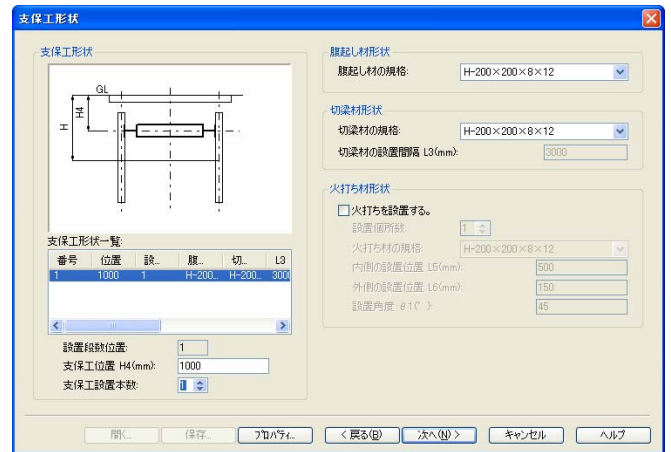 支保工形状
支保工形状
GL
H4
H
支保工形状一覧:
番号 位置 設... 腹... 切... L3
1 1000 1 H-200... H-200... 3000
設置段数位置: 1
支保工位置 H4(mm): 1000
支保工設置本数: 1
腹起し材形状
腹起し材の規格: H-200×200×8×12
切梁材形状
切梁材の規格: H-200×200×8×12
切梁材の設置間隔 L3(mm): 3000
火打ち材形状
火打ちを設置する。
設置個所数: 1
火打ち材の規格: H-200×200×8×12
内側の設置位置 L5(mm): 500
外側の設置位置 L6(mm): 150
設置角度 θ1(°) 45
開く... 保存... プロパティ... < 戻る(B) 次へ(N) > キャンセル ヘルプ